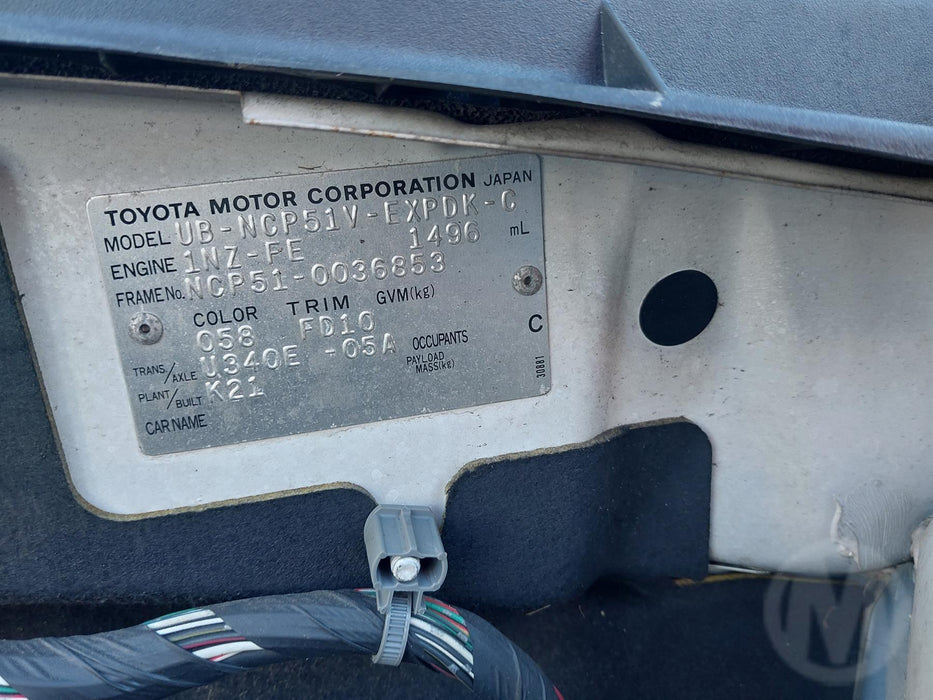 TOYOTA MOTOR CORPORATION JAPAN
MODEL UB-NCP51V-EXPDK-C
ENGINE 1NZ-FE 1496 mL
FRAME No. NCP51-0036853
COLOR TRIM GVM(kg)
058 FD10 C
TRANS./AXLE U340E -05A OCCUPANTS
PAYLOAD MASS(kg)
PLANT/BUILT K21
CAR NAME
30881
M